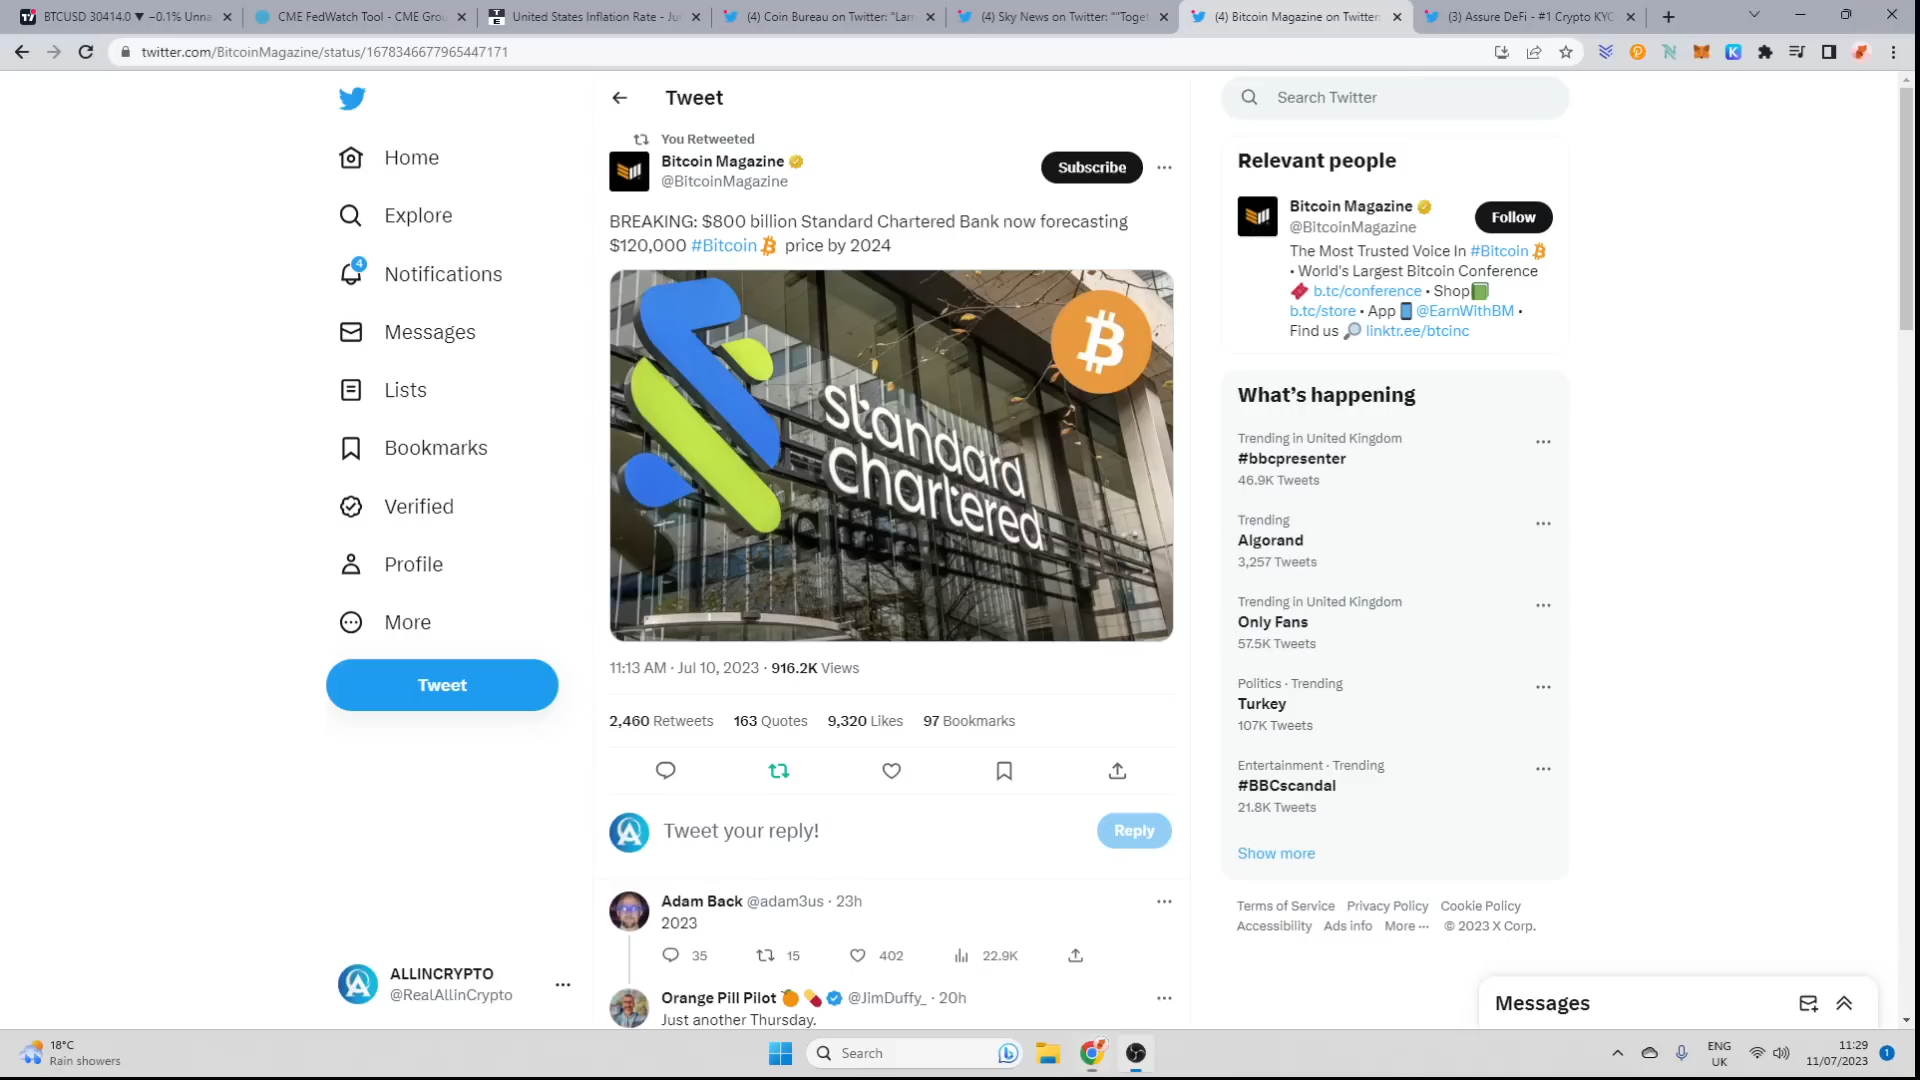 BTCUSD 30414.0 ▼ −0.1% Unna
CME FedWatch Tool - CME Grou
United States Inflation Rate - Ju
(4) Coin Bureau on Twitter: "Larr
(4) Sky News on Twitter: ""Toget
(4) Bitcoin Magazine on Twitter:
(3) Assure DeFi - #1 Crypto KYC
twitter.com/BitcoinMagazine/status/1678346677965447171
Home
Explore
4
Notifications
Messages
Lists
Bookmarks
Verified
Profile
More
Tweet
ALLINCRYPTO
@RealAllinCrypto
Tweet
You Retweeted
Bitcoin Magazine
@BitcoinMagazine
Subscribe
BREAKING: $800 billion Standard Chartered Bank now forecasting
$120,000 #Bitcoin price by 2024
standard
chartered
11:13 AM · Jul 10, 2023 · 916.2K Views
2,460 Retweets 163 Quotes 9,320 Likes 97 Bookmarks
Tweet your reply!
Reply
Adam Back @adam3us · 23h
2023
35 15 402 22.9K
Orange Pill Pilot @JimDuffy_ · 20h
Just another Thursday.
Search Twitter
Relevant people
Bitcoin Magazine
@BitcoinMagazine
Follow
The Most Trusted Voice In #Bitcoin
• World's Largest Bitcoin Conference
b.tc/conference • Shop
b.tc/store • App @EarnWithBM •
Find us linktr.ee/btcinc
What's happening
Trending in United Kingdom
#bbcpresenter
46.9K Tweets
Trending
Algorand
3,257 Tweets
Trending in United Kingdom
Only Fans
57.5K Tweets
Politics · Trending
Turkey
107K Tweets
Entertainment · Trending
#BBCscandal
21.8K Tweets
Show more
Terms of Service Privacy Policy Cookie Policy
Accessibility Ads info More ··· © 2023 X Corp.
Messages
18°C
Rain showers
Search
ENG
UK
11:29
11/07/2023
1